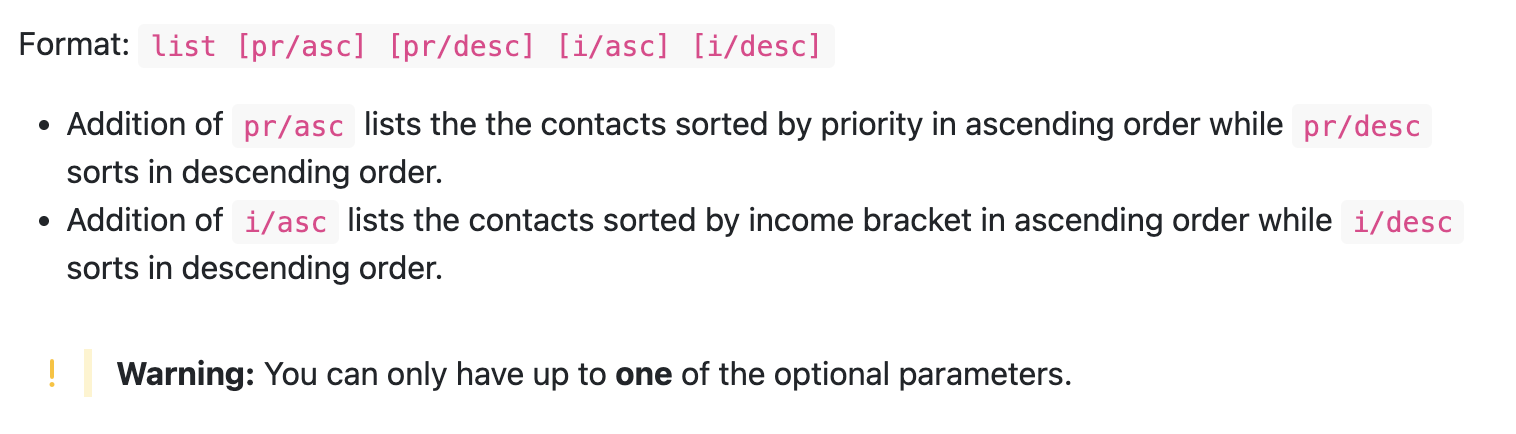 Format: list [pr/asc] [pr/desc] [i/asc] [i/desc]
• Addition of pr/asc lists the the contacts sorted by priority in ascending order while pr/desc
sorts in descending order.
• Addition of i/asc lists the contacts sorted by income bracket in ascending order while i/desc
sorts in descending order.
! Warning: You can only have up to one of the optional parameters.